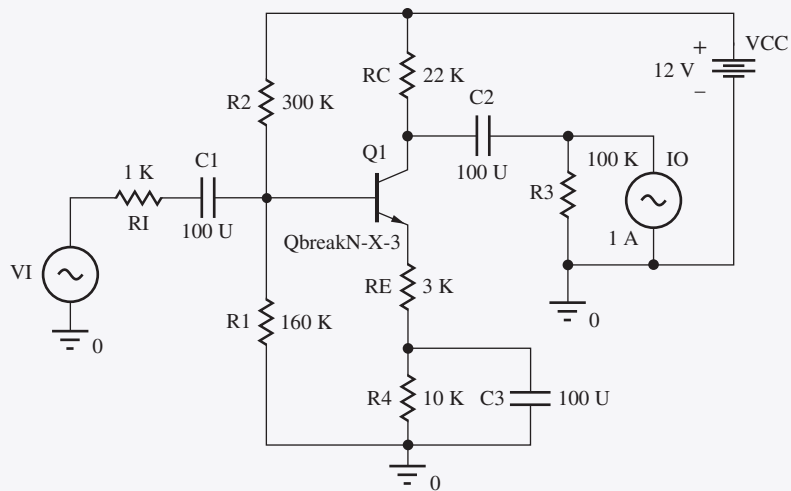 VCC
+
12 V
−
RC
22 K
R2
300 K
C2
100 U
Q1
1 K
C1
RI
100 U
100 K
IO
R3
1 A
QbreakN-X-3
VI
RE
3 K
R1
160 K
0
0
R4
10 K
C3
100 U
0